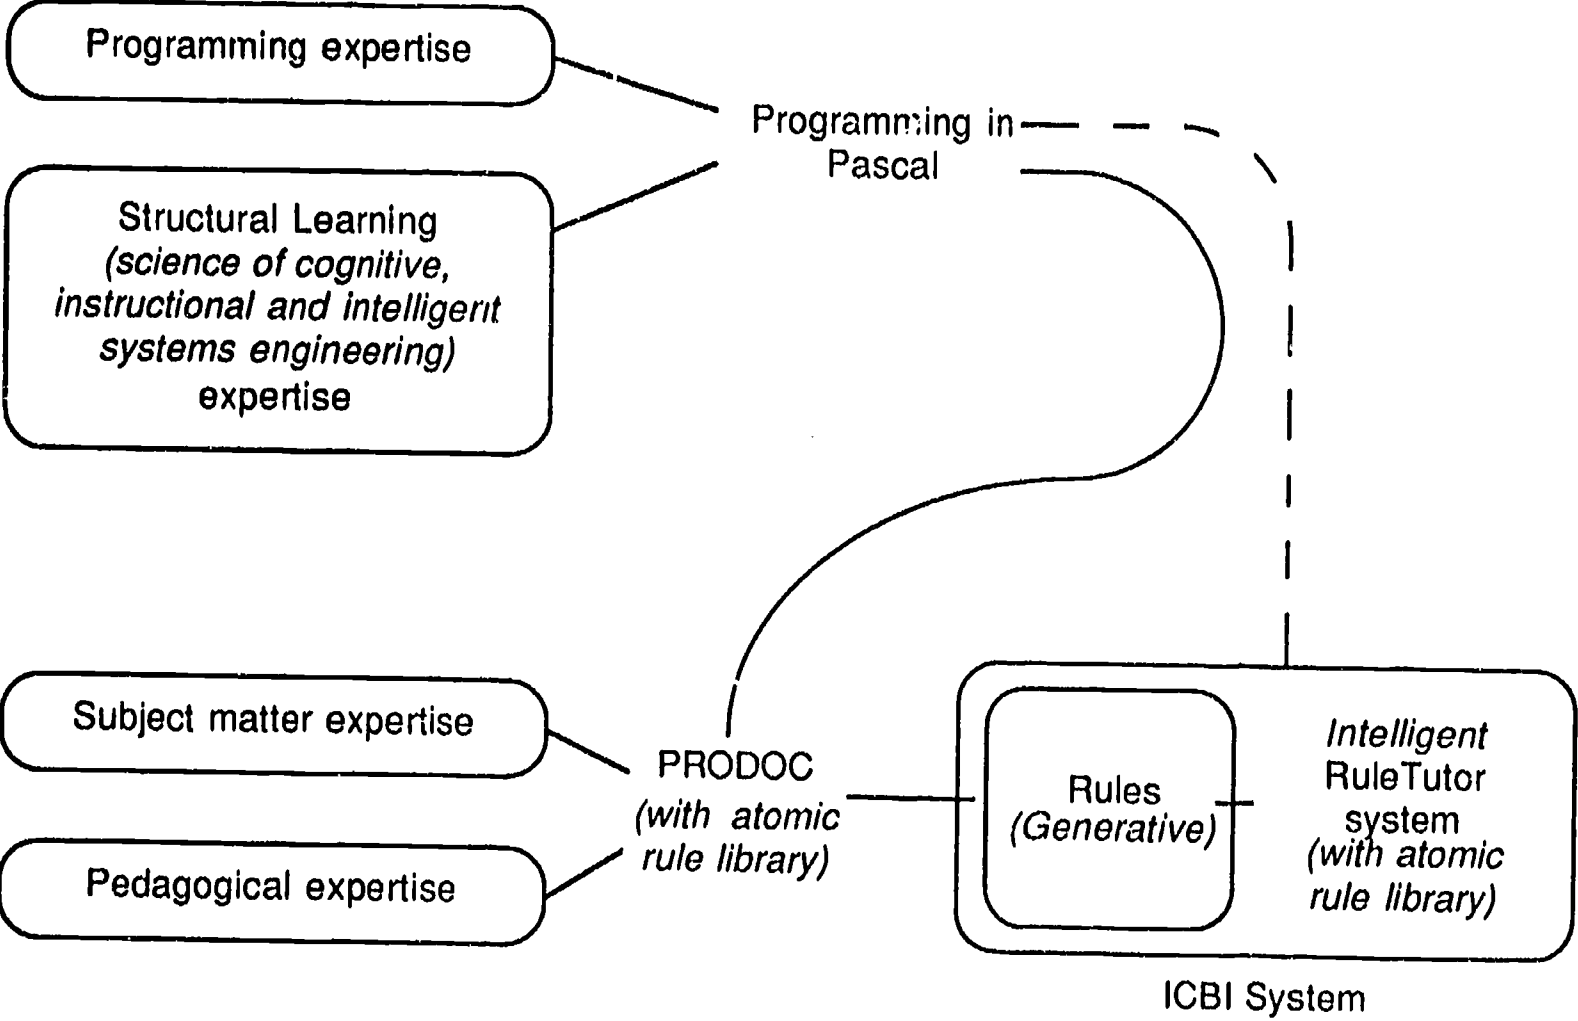 Programming expertise
Programming in
Pascal
Structural Learning
(science of cognitive,
instructional and intelligent
systems engineering)
expertise
Subject matter expertise
Pedagogical expertise
PRODOC
(with atomic
rule library)
Rules
(Generative)
Intelligent
RuleTutor
system
(with atomic
rule library)
ICBI System